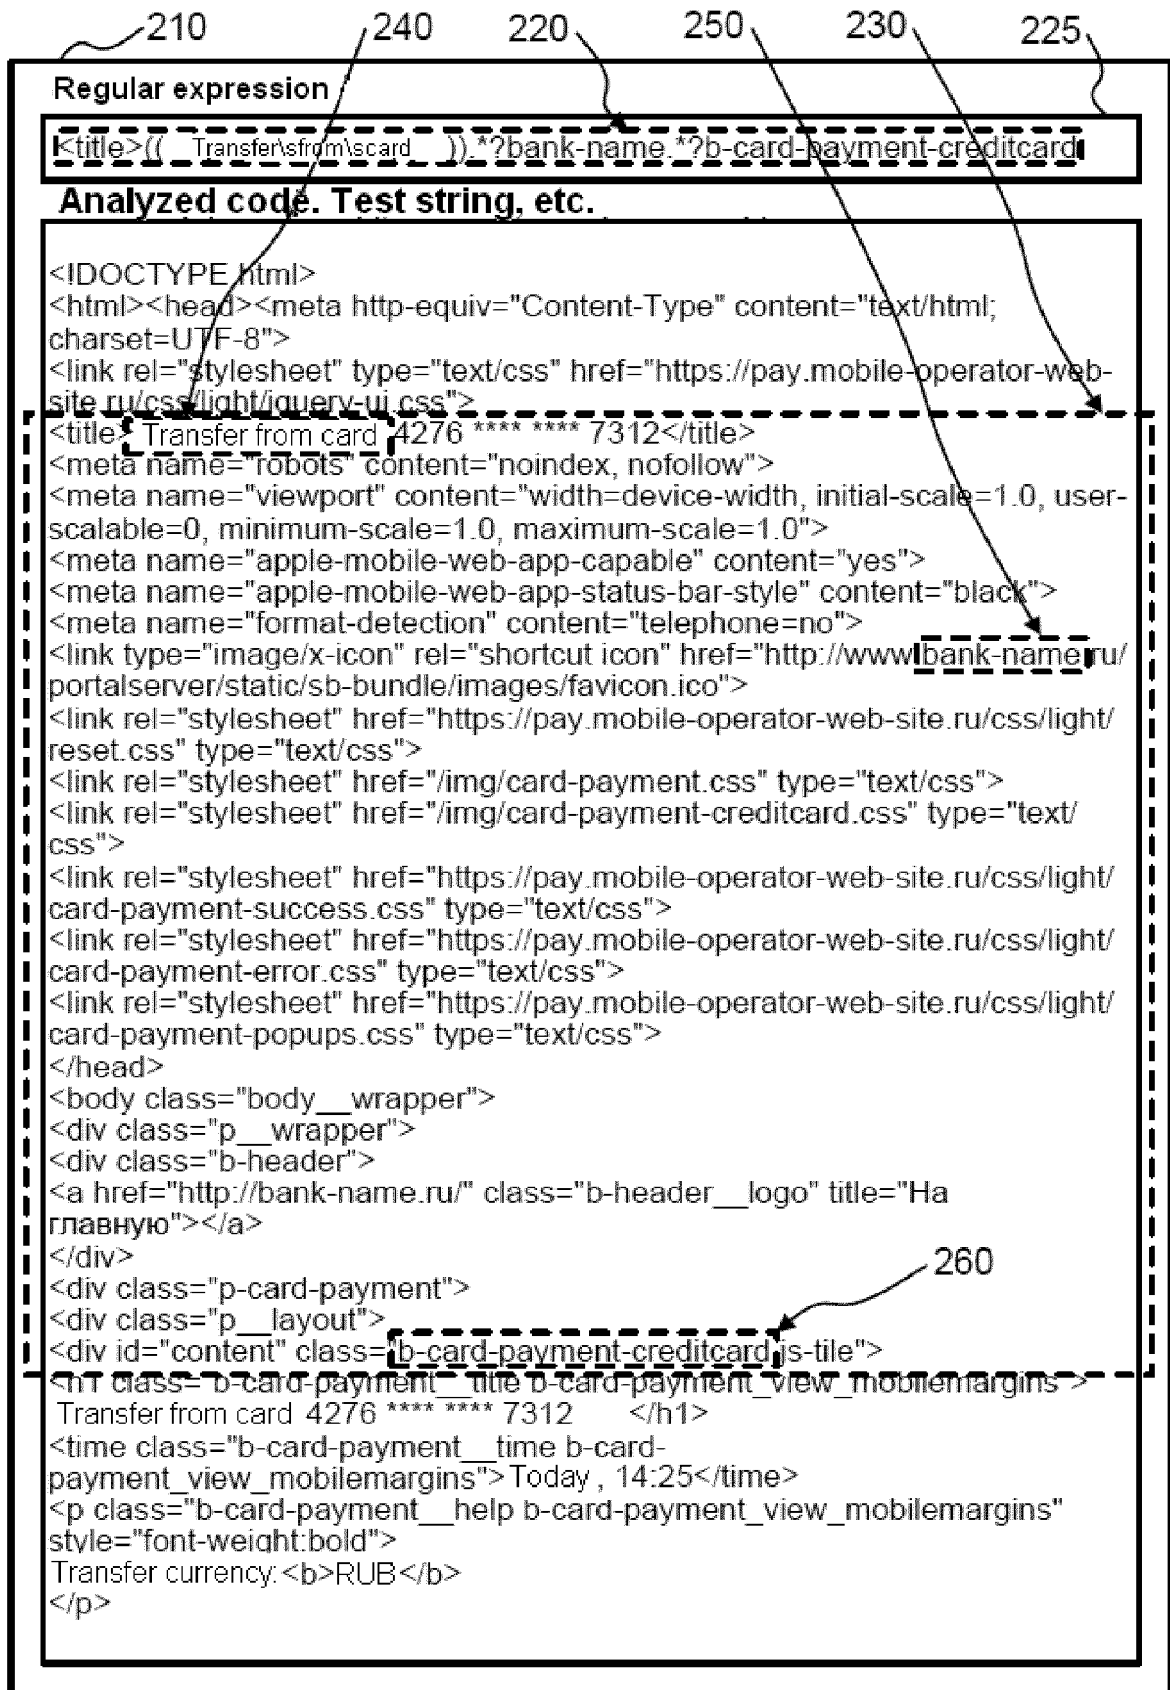 210 240 220 250 230 225
Regular expression
<title>(( Transfer\sfrom\scard )).*?bank-name.*?b-card-payment-creditcard
Analyzed code. Test string, etc.
<!DOCTYPE html>
<html><head><meta http-equiv="Content-Type" content="text/html;
charset=UTF-8">
<link rel="stylesheet" type="text/css" href="https://pay.mobile-operator-web-
site.ru/css/light/jquery-ui.css">
<title> Transfer from card 4276 **** **** 7312</title>
<meta name="robots" content="noindex, nofollow">
<meta name="viewport" content="width=device-width, initial-scale=1.0, user-
scalable=0, minimum-scale=1.0, maximum-scale=1.0">
<meta name="apple-mobile-web-app-capable" content="yes">
<meta name="apple-mobile-web-app-status-bar-style" content="black">
<meta name="format-detection" content="telephone=no">
<link type="image/x-icon" rel="shortcut icon" href="http://www.bank-name.ru/
portalserver/static/sb-bundle/images/favicon.ico">
<link rel="stylesheet" href="https://pay.mobile-operator-web-site.ru/css/light/
reset.css" type="text/css">
<link rel="stylesheet" href="/img/card-payment.css" type="text/css">
<link rel="stylesheet" href="/img/card-payment-creditcard.css" type="text/
css">
<link rel="stylesheet" href="https://pay.mobile-operator-web-site.ru/css/light/
card-payment-success.css" type="text/css">
<link rel="stylesheet" href="https://pay.mobile-operator-web-site.ru/css/light/
card-payment-error.css" type="text/css">
<link rel="stylesheet" href="https://pay.mobile-operator-web-site.ru/css/light/
card-payment-popups.css" type="text/css">
</head>
<body class="body__wrapper">
<div class="p__wrapper">
<div class="b-header">
<a href="http://bank-name.ru/" class="b-header__logo" title="На
главную"></a>
</div>
260
<div class="p-card-payment">
<div class="p__layout">
<div id="content" class="b-card-payment-creditcard js-tile">
<h1 class="b-card-payment__title b-card-payment_view_mobilemargins">
Transfer from card 4276 **** **** 7312 </h1>
<time class="b-card-payment__time b-card-
payment_view_mobilemargins">Today , 14:25</time>
<p class="b-card-payment__help b-card-payment_view_mobilemargins"
style="font-weight:bold">
Transfer currency:<b>RUB</b>
</p>